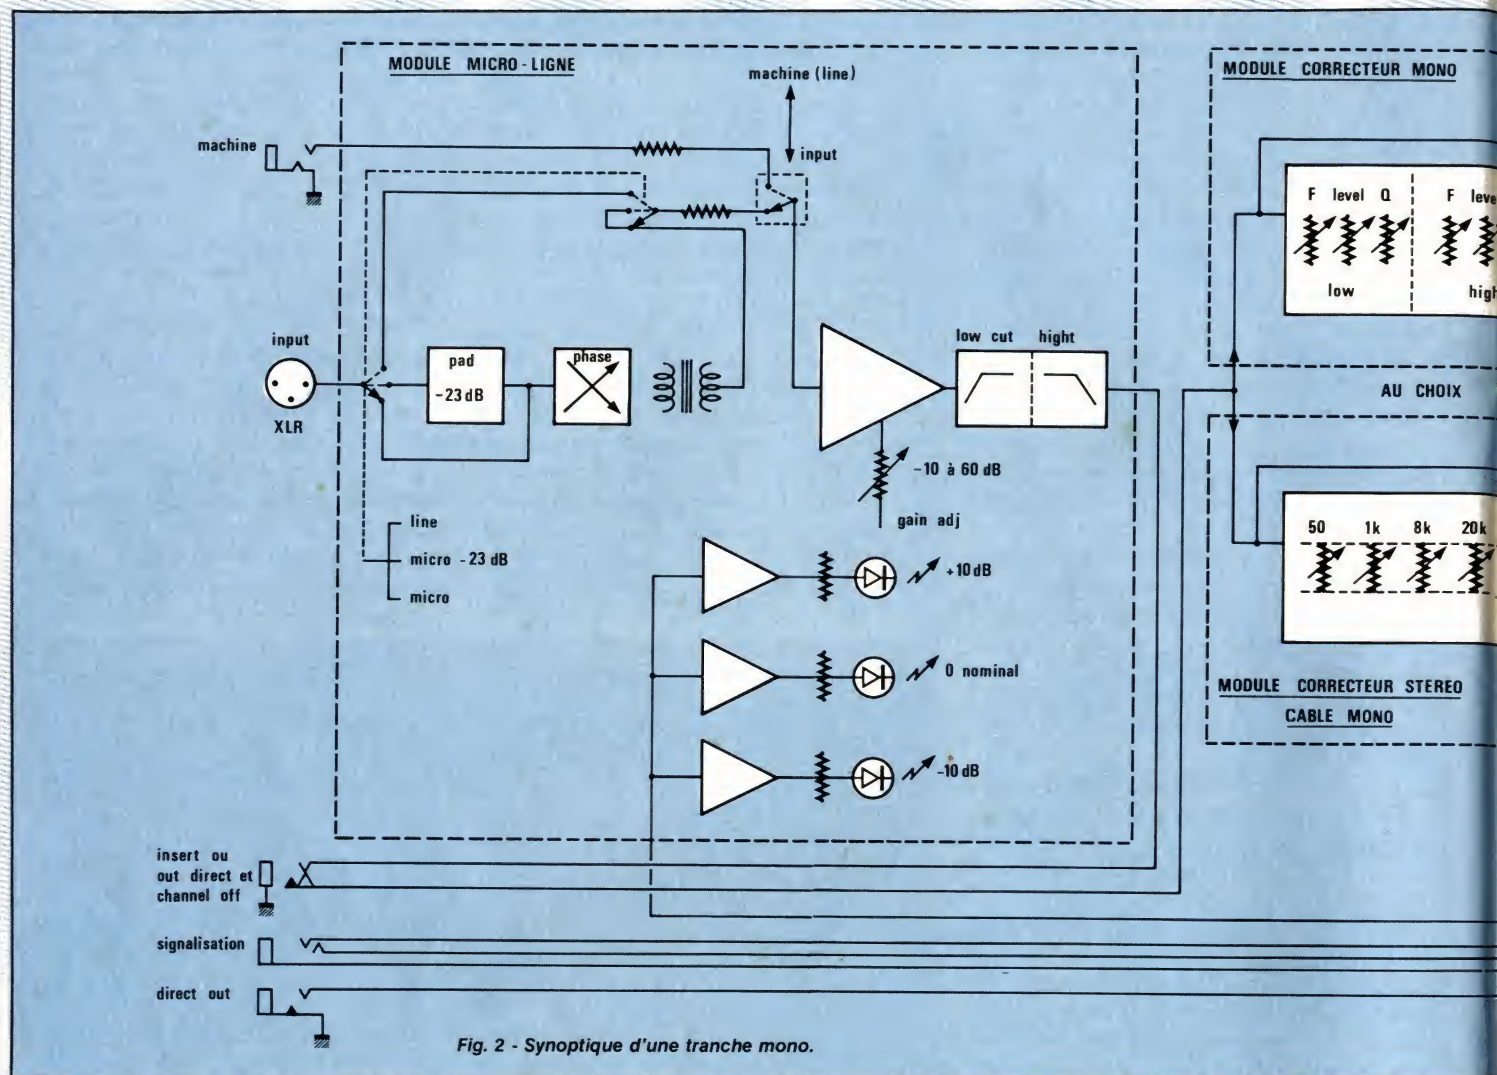 MODULE MICRO-LIGNE
machine (line)
input
machine
input
XLR
pad
-23 dB
phase
low cut hight
-10 à 60 dB
gain adj
line
micro -23 dB
micro
+10 dB
0 nominal
-10 dB
MODULE CORRECTEUR MONO
F level Q
F
low
AU CHOIX
50 1k 8k 20k
MODULE CORRECTEUR STEREO
CABLE MONO
insert ou
out direct et
channel off
signalisation
direct out
Fig. 2 - Synoptique d'une tranche mono.